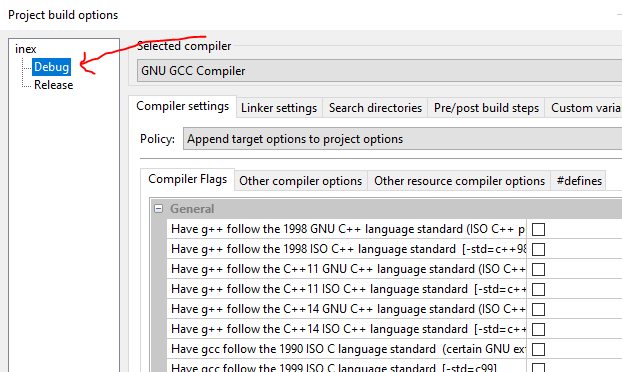 Project build options
inex
Debug
Release
Selected compiler
GNU GCC Compiler
Compiler settings Linker settings Search directories Pre/post build steps Custom varia
Policy: Append target options to project options
Compiler Flags Other compiler options Other resource compiler options #defines
General
Have g++ follow the 1998 GNU C++ language standard (ISO C++ p
Have g++ follow the 1998 ISO C++ language standard [-std=c++98
Have g++ follow the C++11 GNU C++ language standard (ISO C++
Have g++ follow the C++11 ISO C++ language standard [-std=c++
Have g++ follow the C++14 GNU C++ language standard (ISO C++
Have g++ follow the C++14 ISO C++ language standard [-std=c++
Have gcc follow the 1990 ISO C language standard (certain GNU ex
Have gcc follow the 1999 ISO C language standard [-std=c99]